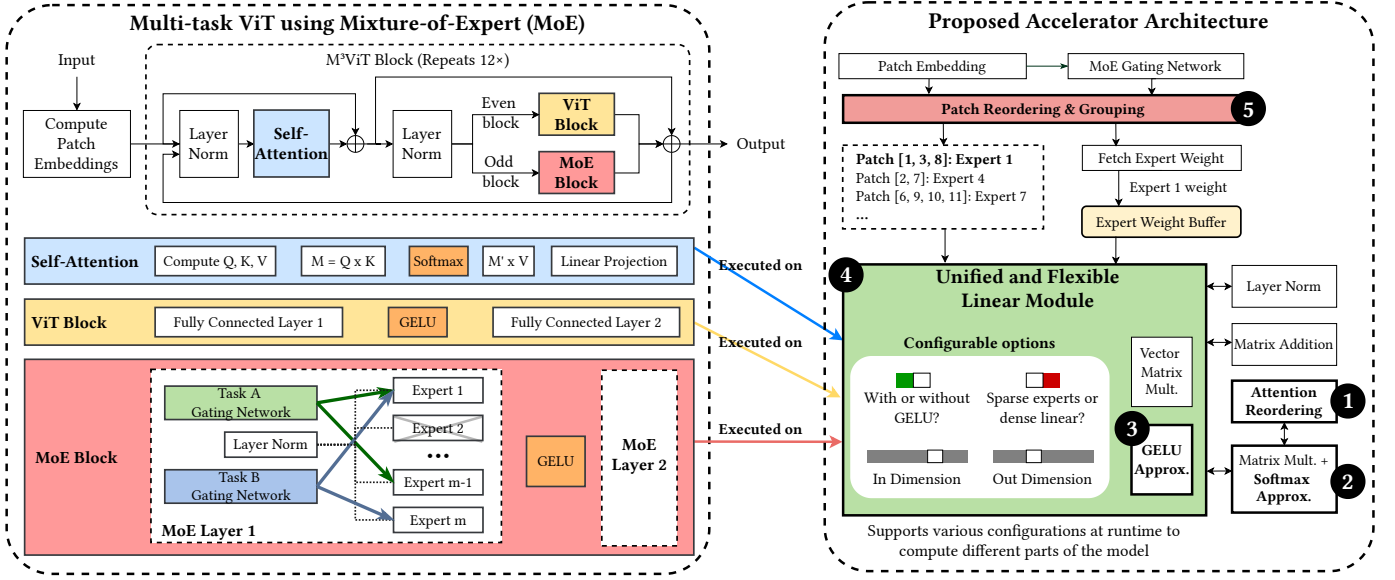 Multi-task ViT using Mixture-of-Expert (MoE)
Input
M³ViT Block (Repeats 12×)
Compute
Patch
Embeddings
Layer
Norm
Self-
Attention
Layer
Norm
Even
block
Odd
block
ViT
Block
MoE
Block
Output
Self-Attention
Compute Q, K, V
M = Q x K
Softmax
M' x V
Linear Projection
ViT Block
Fully Connected Layer 1
GELU
Fully Connected Layer 2
MoE Block
Task A
Gating Network
Layer Norm
Task B
Gating Network
MoE Layer 1
Expert 1
Expert 2
...
Expert m-1
Expert m
GELU
MoE
Layer 2
Executed on
Executed on
Executed on
Proposed Accelerator Architecture
Patch Embedding
MoE Gating Network
Patch Reordering & Grouping
5
Patch [1, 3, 8]: Expert 1
Patch [2, 7]: Expert 4
Patch [6, 9, 10, 11]: Expert 7
...
Fetch Expert Weight
Expert 1 weight
Expert Weight Buffer
4
Unified and Flexible
Linear Module
Configurable options
With or without
GELU?
Sparse experts or
dense linear?
In Dimension
Out Dimension
Vector
Matrix
Mult.
3
GELU
Approx.
Layer Norm
Matrix Addition
Attention
Reordering
1
Matrix Mult. +
Softmax
Approx.
2
Supports various configurations at runtime to
compute different parts of the model